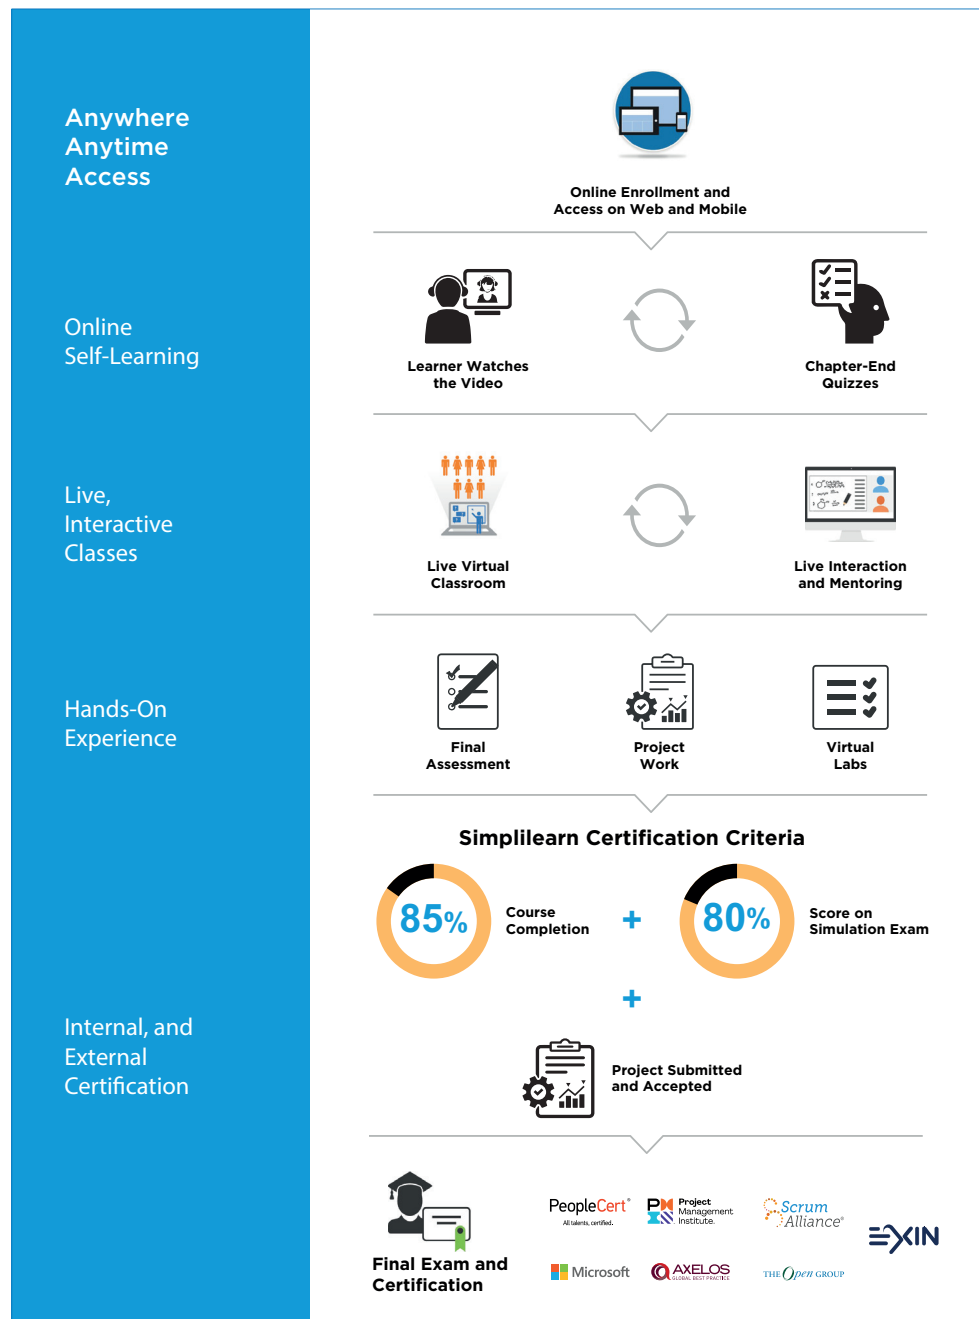 Anywhere
Anytime
Access
Online Enrollment and
Access on Web and Mobile
Online
Self-Learning
Learner Watches
the Video
Chapter-End
Quizzes
Live,
Interactive
Classes
Live Virtual
Classroom
Live Interaction
and Mentoring
Hands-On
Experience
Final
Assessment
Project
Work
Virtual
Labs
Internal, and
External
Certification
Simplilearn Certification Criteria
85%
Course
Completion
+
80%
Score on
Simulation Exam
+
Project Submitted
and Accepted
Final Exam and
Certification
PeopleCert®
All talents, certified.
Project
Management
Institute.
Scrum
Alliance®
EXIN
Microsoft
AXELOS
GLOBAL BEST PRACTICE
THE Open GROUP